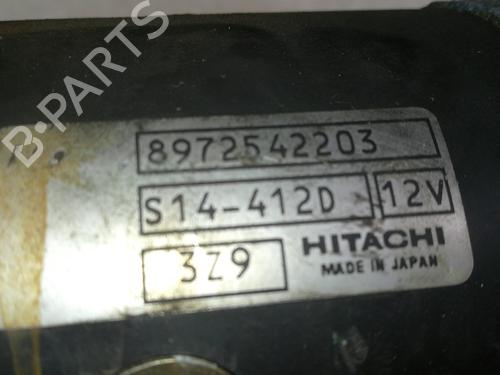 B-PARTS
8972542203
S14-412D 12V
3Z9 HITACHI
MADE IN JAPAN